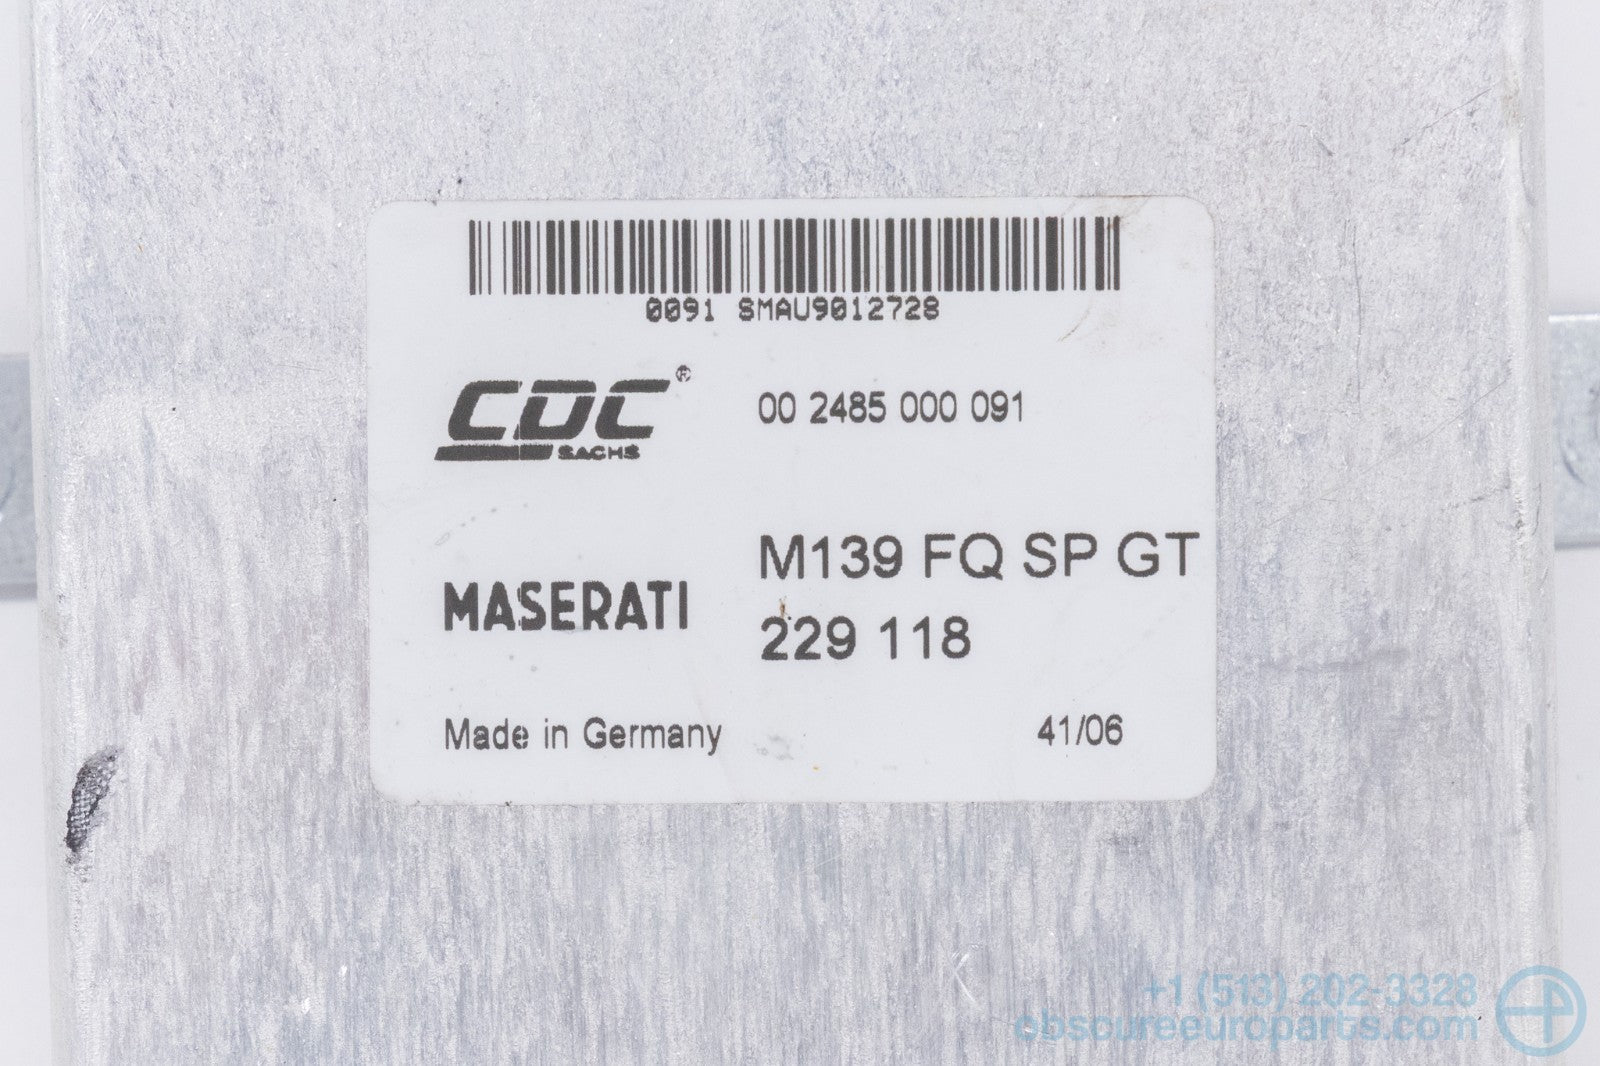 0091 SMAU9012728
CDC®
SACHS
00 2485 000 091
MASERATI
M139 FQ SP GT
229 118
Made in Germany
41/06
+1 (513) 202-3328
obscureeuroparts.com